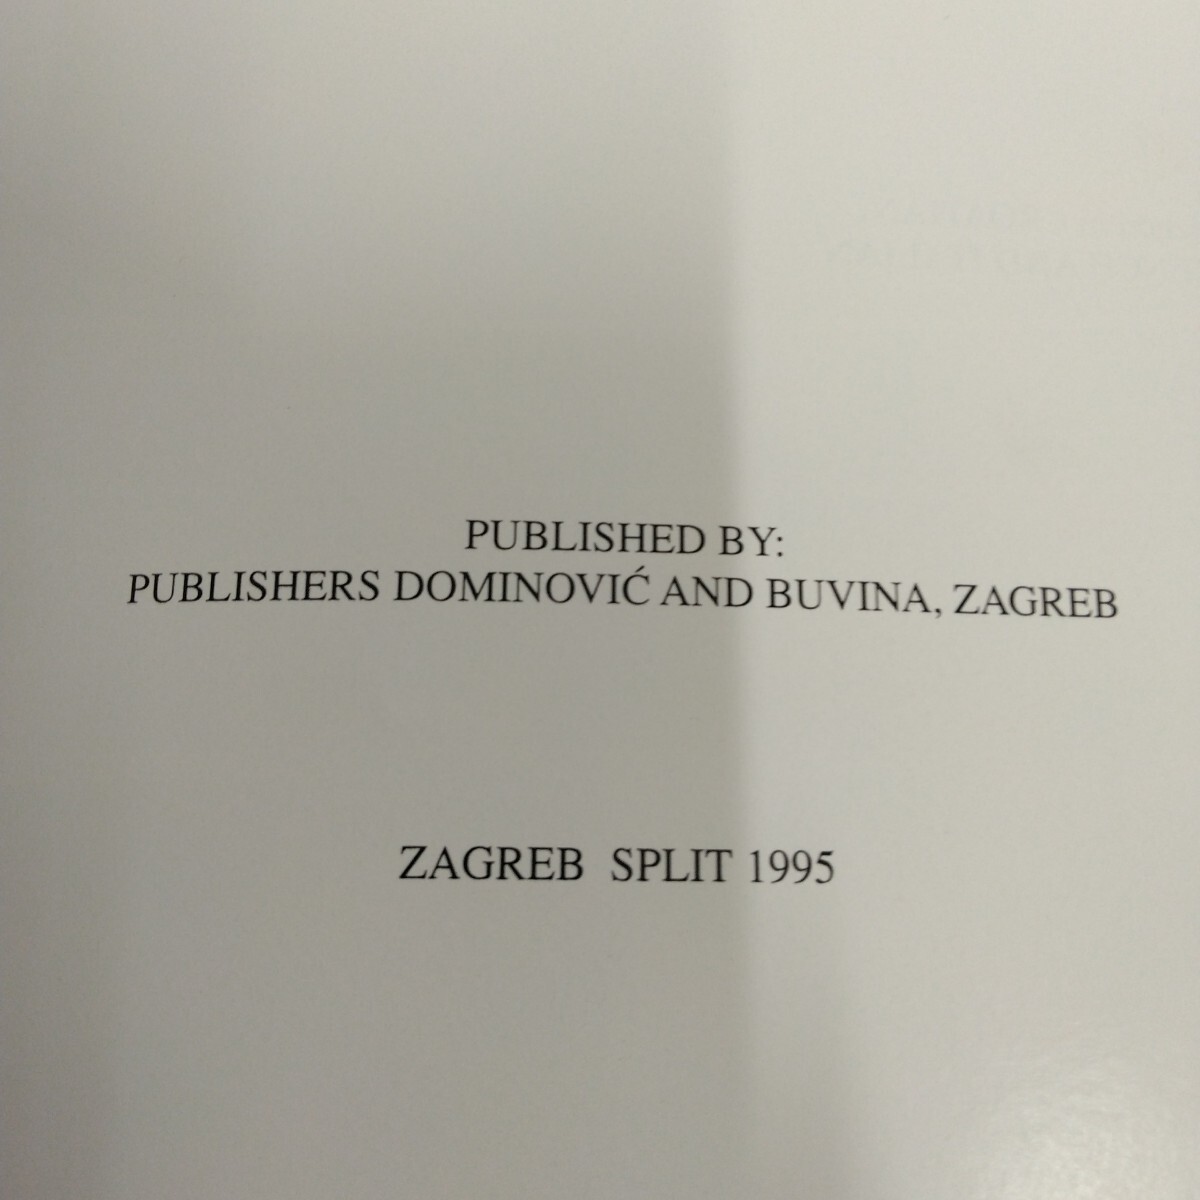 PUBLISHED BY:
PUBLISHERS DOMINOVIĆ AND BUVINA, ZAGREB
ZAGREB SPLIT 1995